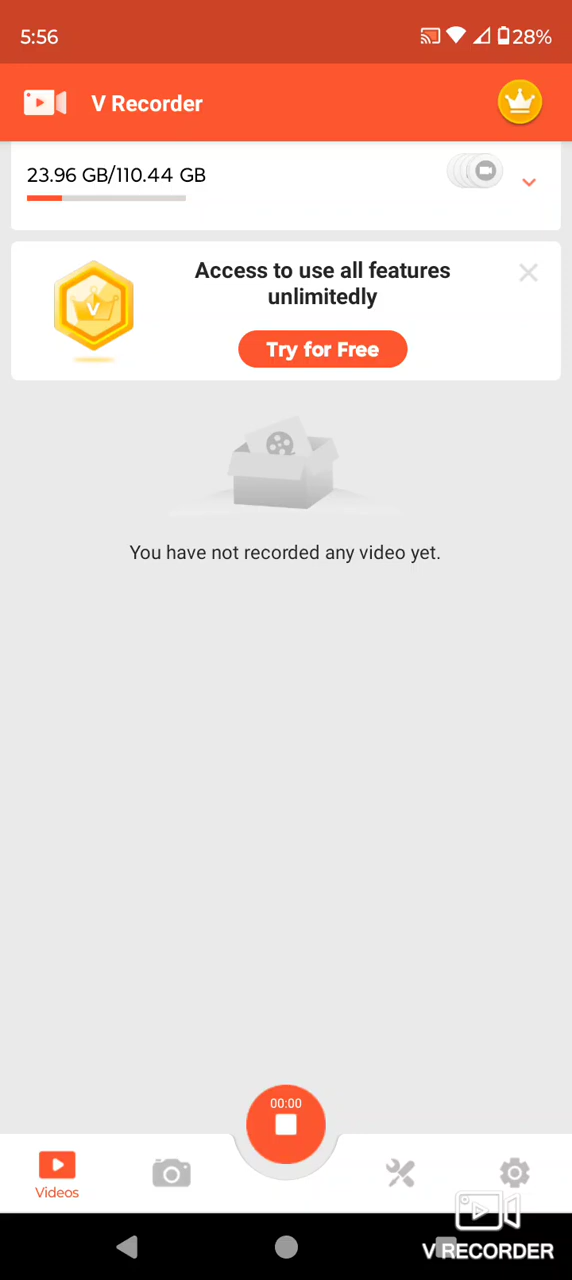 5:56
28%
V Recorder
23.96 GB/110.44 GB
Access to use all features
unlimitedly
V
Try for Free
You have not recorded any video yet.
00:00
Videos
V RECORDER